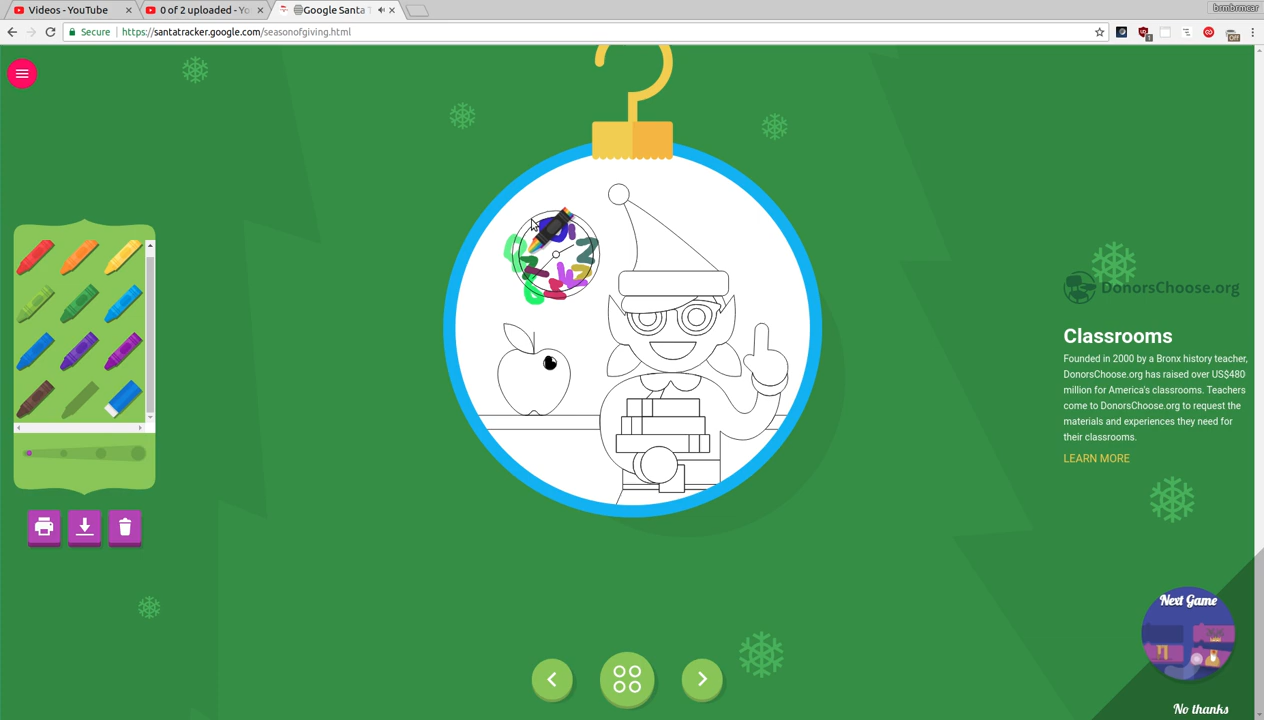 Videos - YouTube
0 of 2 uploaded - Yo
Google Santa T
brmbrmcar
Secure
https://santatracker.google.com/seasonofgiving.html
1
Off
DonorsChoose.org
Classrooms
Founded in 2000 by a Bronx history teacher,
DonorsChoose.org has raised over US$480
million for America's classrooms. Teachers
come to DonorsChoose.org to request the
materials and experiences they need for
their classrooms.
LEARN MORE
Next Game
No thanks